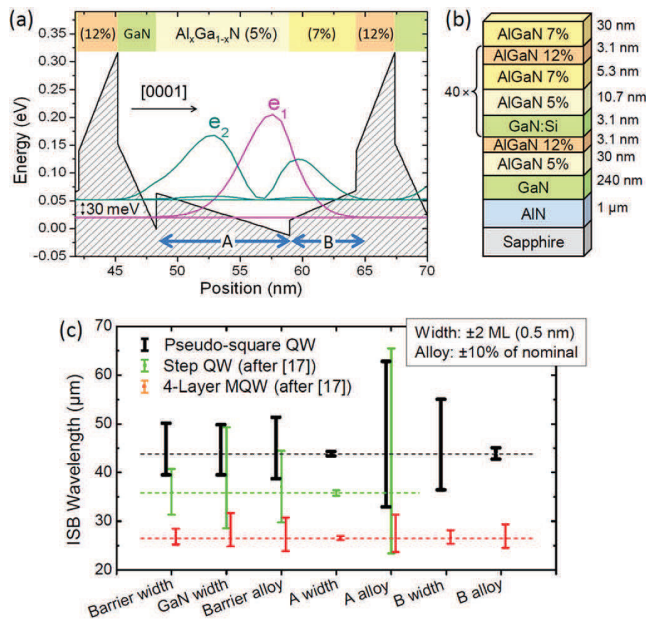 (a)
(12%) GaN AlₓGa₁₋ₓN (5%) (7%) (12%)
0.35
0.30
0.25
0.20
0.15
0.10
0.05
0.00
-0.05
Energy (eV)
[0001]
e₂
e₁
↕30 meV
A
B
45 50 55 60 65 70
Position (nm)
(b)
40 ×
AlGaN 7% 30 nm
AlGaN 12% 3.1 nm
AlGaN 7% 5.3 nm
AlGaN 5% 10.7 nm
GaN:Si 3.1 nm
AlGaN 12% 3.1 nm
AlGaN 5% 30 nm
GaN 240 nm
AlN 1 µm
Sapphire
(c)
70
60
50
40
30
20
ISB Wavelength (µm)
Pseudo-square QW
Step QW (after [17])
4-Layer MQW (after [17])
Width: ±2 ML (0.5 nm)
Alloy: ±10% of nominal
Barrier width
GaN width
Barrier alloy
A width
A alloy
B width
B alloy